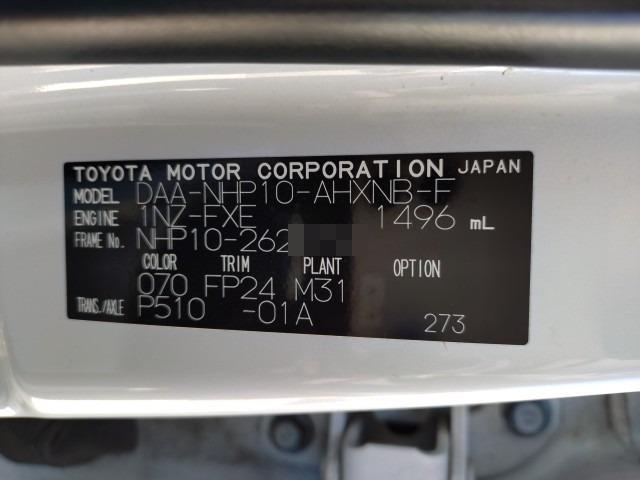 TOYOTA MOTOR CORPORATION JAPAN
MODEL DAA-NHP10-AHXNB-F
ENGINE 1NZ-FXE 1496 mL
FRAME No. NHP10-262
COLOR TRIM PLANT OPTION
070 FP24 M31
TRANS./AXLE P510 -01A 273